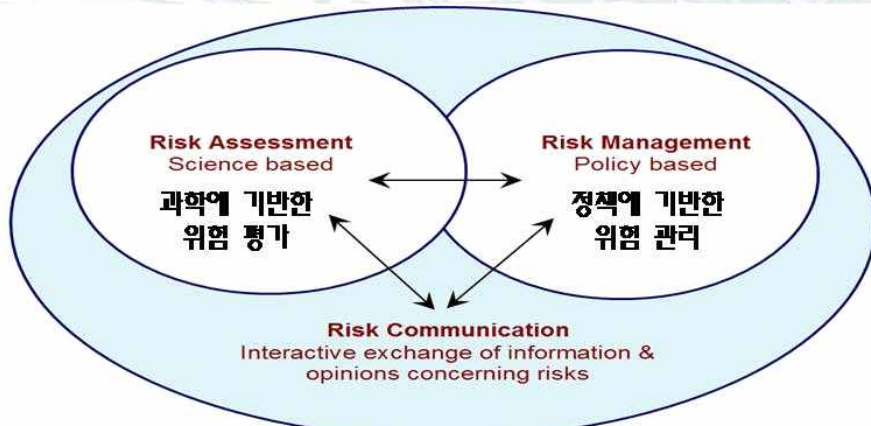 Risk Assessment
Science based
과학에 기반한
위험 평가
Risk Management
Policy based
정책에 기반한
위험 관리
Risk Communication
Interactive exchange of information &
opinions concerning risks